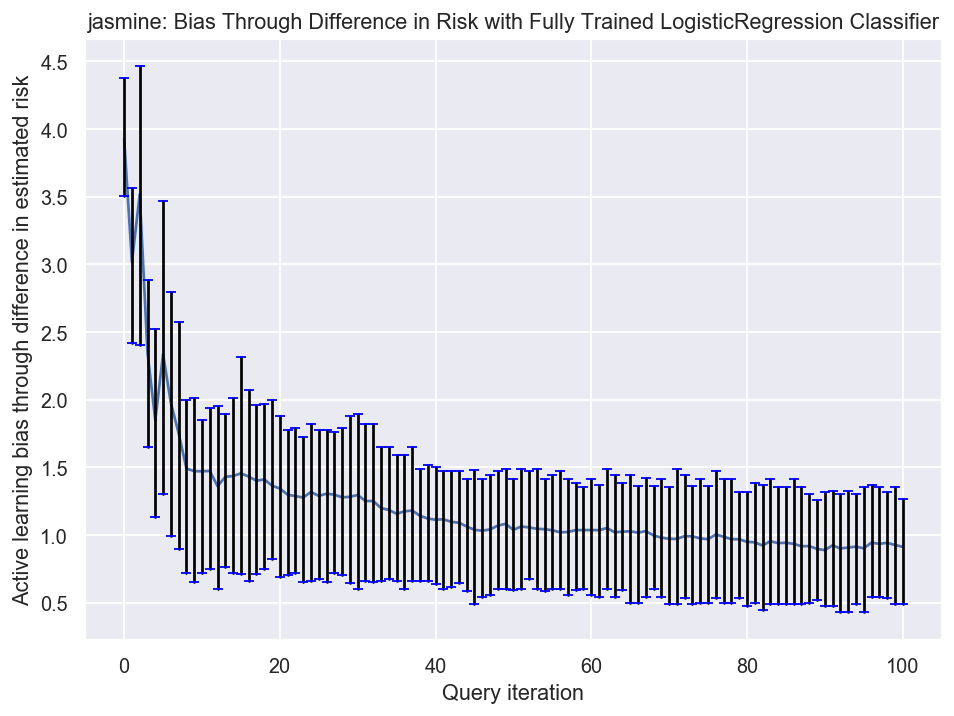 jasmine: Bias Through Difference in Risk with Fully Trained LogisticRegression Classifier
Active learning bias through difference in estimated risk
4.5
4.0
3.5
3.0
2.5
2.0
1.5
1.0
0.5
0 20 40 60 80 100
Query iteration